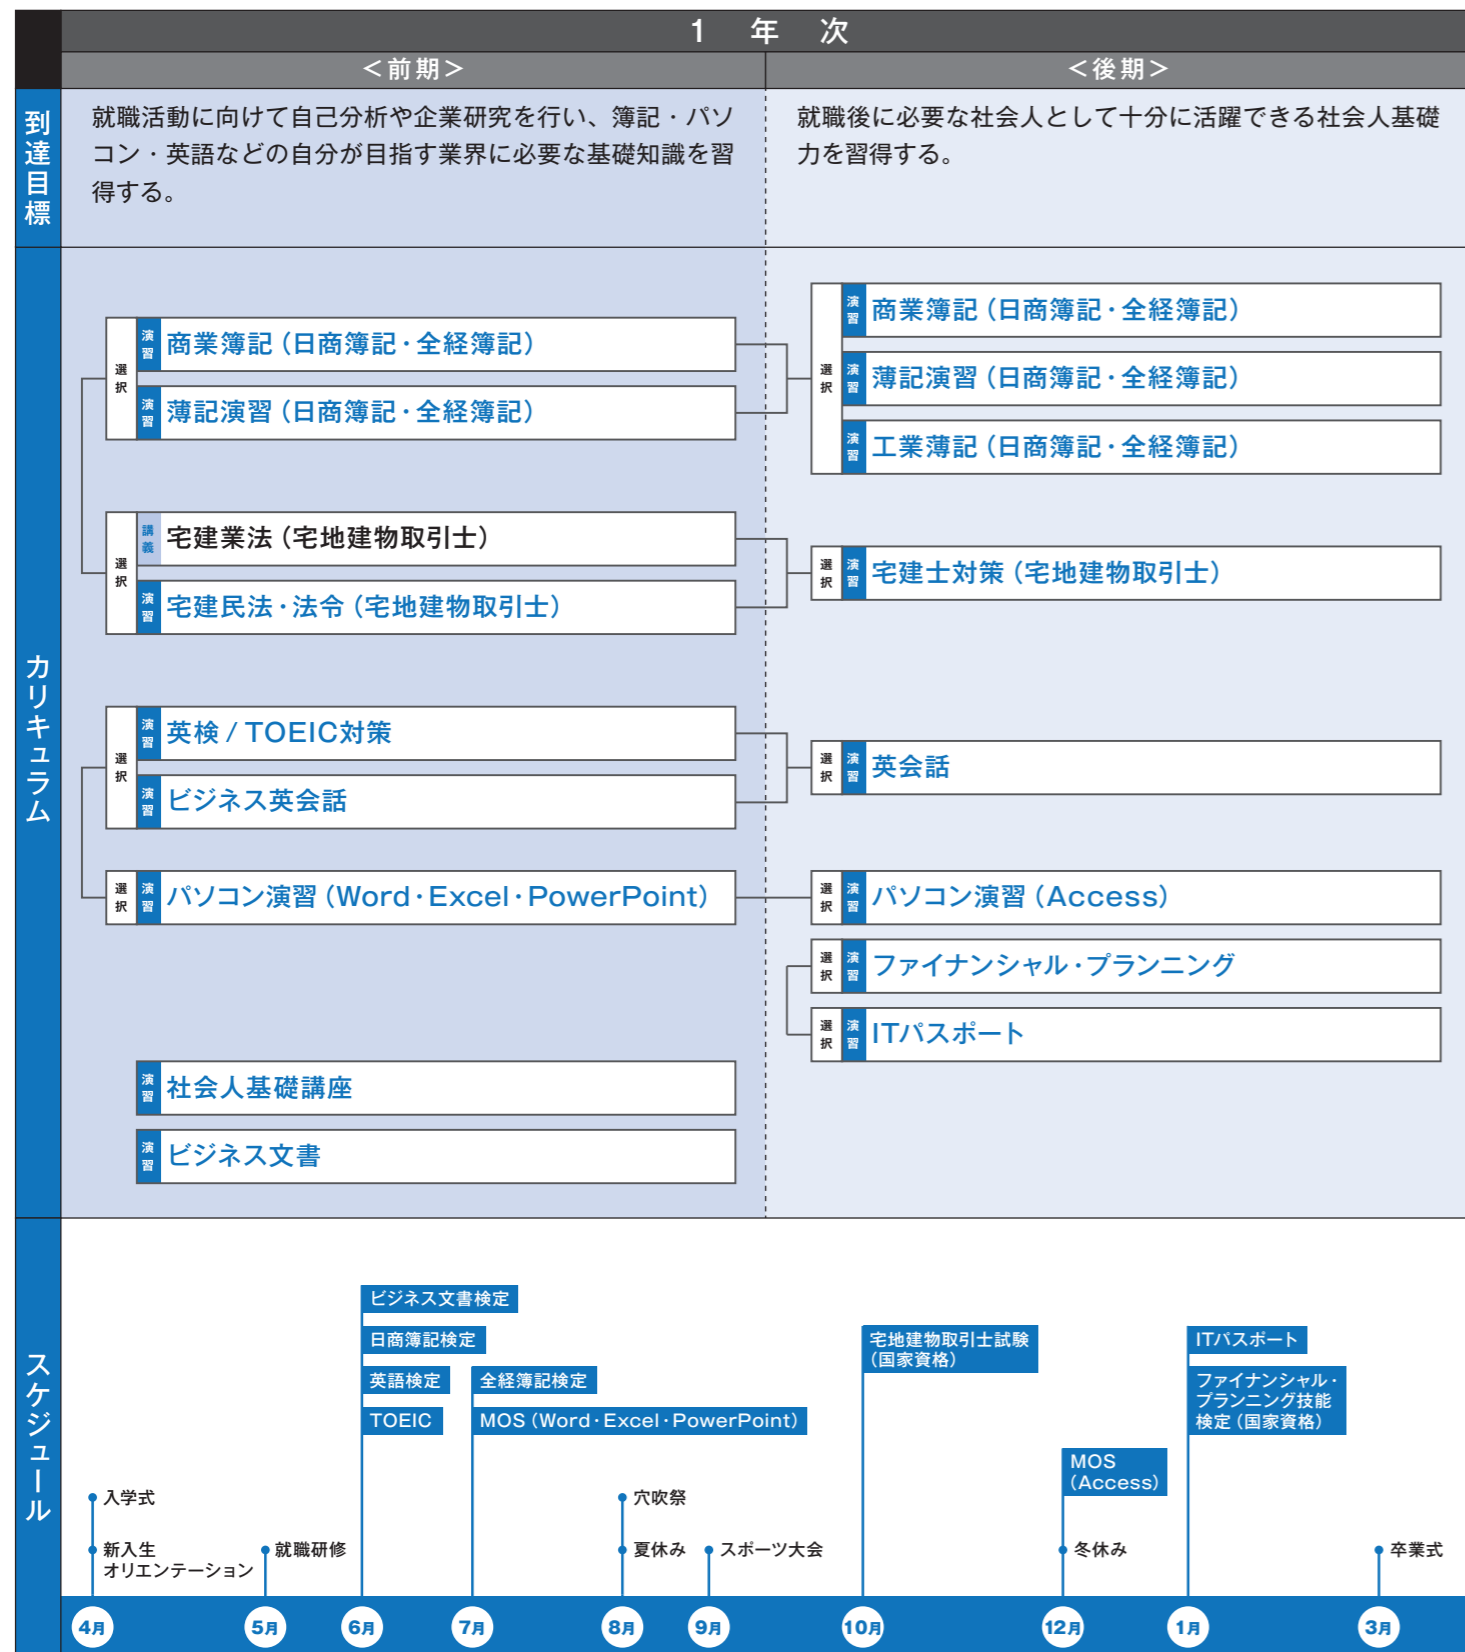 1 年 次
＜前期＞
＜後期＞
到達目標
就職活動に向けて自己分析や企業研究を行い、簿記・パソ
コン・英語などの自分が目指す業界に必要な基礎知識を習
得する。
就職後に必要な社会人として十分に活躍できる社会人基礎
力を習得する。
カリキュラム
選択
演習 商業簿記（日商簿記・全経簿記）
演習 薄記演習（日商簿記・全経簿記）
選択
講義 宅建業法（宅地建物取引士）
演習 宅建民法・法令（宅地建物取引士）
選択
演習 英検 / TOEIC対策
演習 ビジネス英会話
選択 演習 パソコン演習（Word・Excel・PowerPoint）
演習 社会人基礎講座
演習 ビジネス文書
選択
演習 商業簿記（日商簿記・全経簿記）
演習 薄記演習（日商簿記・全経簿記）
演習 工業薄記（日商簿記・全経簿記）
選択 演習 宅建士対策（宅地建物取引士）
選択 演習 英会話
選択 演習 パソコン演習（Access）
選択 演習 ファイナンシャル・プランニング
選択 演習 ITパスポート
スケジュール
ビジネス文書検定
日商簿記検定
英語検定
TOEIC
全経簿記検定
MOS（Word・Excel・PowerPoint）
宅地建物取引士試験
（国家資格）
ITパスポート
ファイナンシャル・
プランニング技能
検定（国家資格）
MOS
（Access）
入学式
新入生
オリエンテーション
就職研修
穴吹祭
夏休み
スポーツ大会
冬休み
卒業式
4月
5月
6月
7月
8月
9月
10月
12月
1月
3月